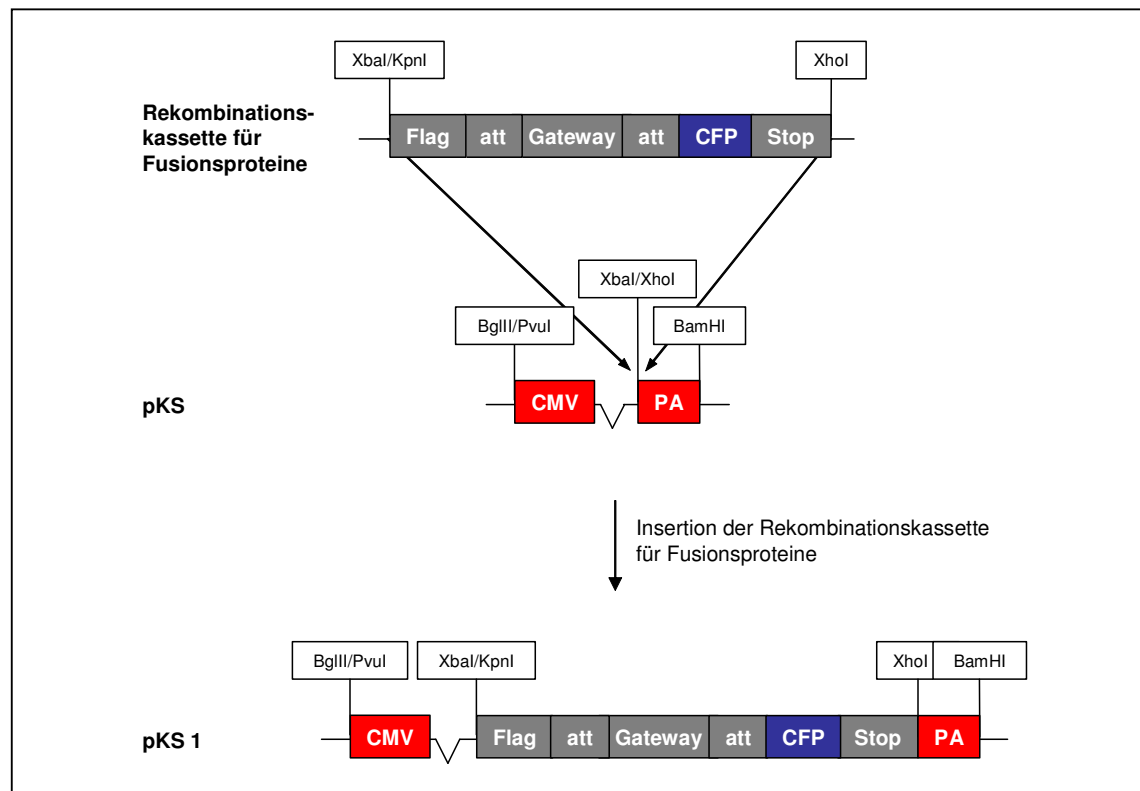 XbaI/KpnI
XhoI
Rekombinations-
kassette für
Fusionsproteine
Flag att Gateway att CFP Stop
XbaI/XhoI
BglII/PvuI
BamHI
pKS
CMV
PA
Insertion der Rekombinationskassette
für Fusionsproteine
BglII/PvuI
XbaI/KpnI
XhoI
BamHI
pKS 1
CMV
Flag att Gateway att CFP Stop PA